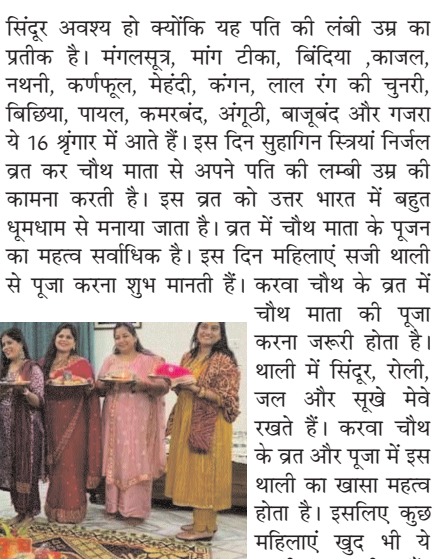 सिंदूर अवश्य हो क्योंकि यह पति की लंबी उम्र का
प्रतीक है। मंगलसूत्र, मांग टीका, बिंदिया ,काजल,
नथनी, कर्णफूल, मेहंदी, कंगन, लाल रंग की चुनरी,
बिछिया, पायल, कमरबंद, अंगूठी, बाजूबंद और गजरा
ये 16 श्रृंगार में आते हैं। इस दिन सुहागिन स्त्रियां निर्जल
व्रत कर चौथ माता से अपने पति की लम्बी उम्र की
कामना करती है। इस व्रत को उत्तर भारत में बहुत
धूमधाम से मनाया जाता है। व्रत में चौथ माता के पूजन
का महत्व सर्वाधिक है। इस दिन महिलाएं सजी थाली
से पूजा करना शुभ मानती हैं। करवा चौथ के व्रत में
चौथ माता की पूजा
करना जरूरी होता है।
थाली में सिंदूर, रोली,
जल और सूखे मेवे
रखते हैं। करवा चौथ
के व्रत और पूजा में इस
थाली का खासा महत्व
होता है। इसलिए कुछ
महिलाएं खुद भी ये